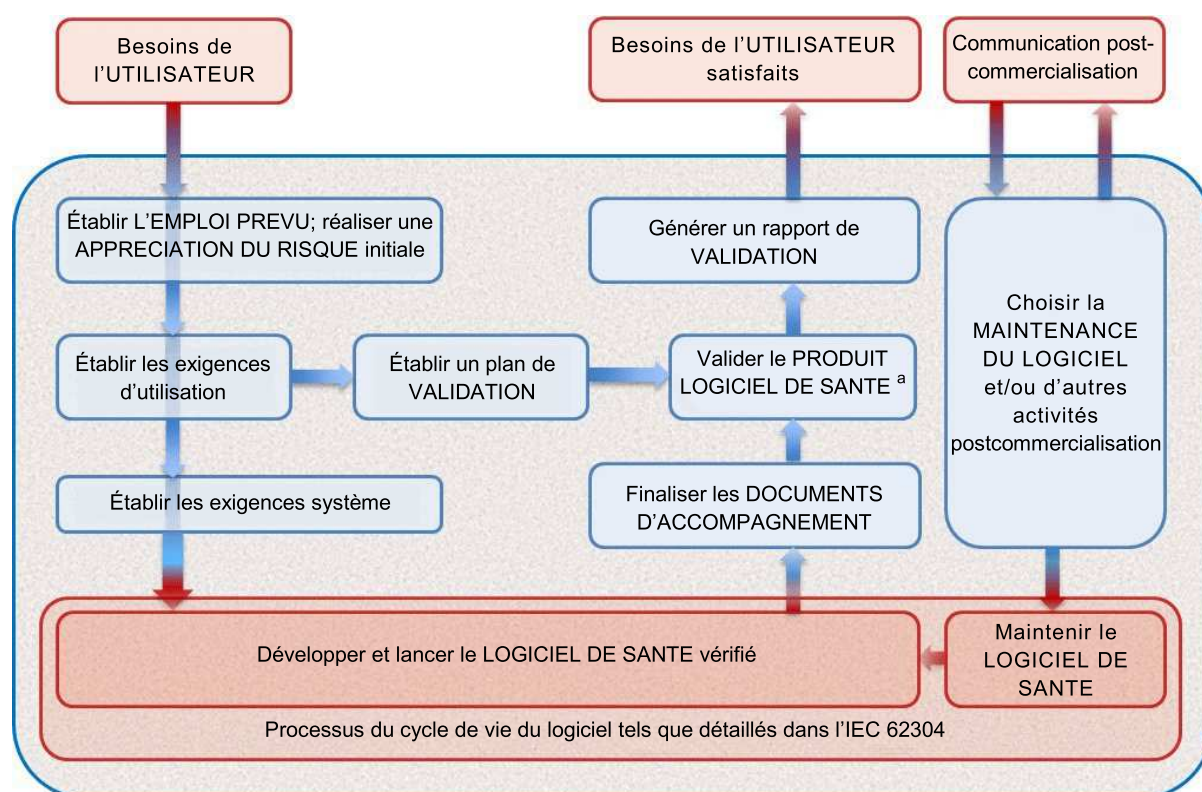 Besoins de
l'UTILISATEUR
Besoins de l'UTILISATEUR
satisfaits
Communication post-
commercialisation
Établir L'EMPLOI PREVU; réaliser une
APPRECIATION DU RISQUE initiale
Générer un rapport de
VALIDATION
Choisir la
MAINTENANCE
DU LOGICIEL
et/ou d'autres
activités
postcommercialisation
Établir les exigences
d'utilisation
Établir un plan de
VALIDATION
Valider le PRODUIT
LOGICIEL DE SANTE a
Établir les exigences système
Finaliser les DOCUMENTS
D'ACCOMPAGNEMENT
Développer et lancer le LOGICIEL DE SANTE vérifié
Maintenir le
LOGICIEL DE
SANTE
Processus du cycle de vie du logiciel tels que détaillés dans l'IEC 62304